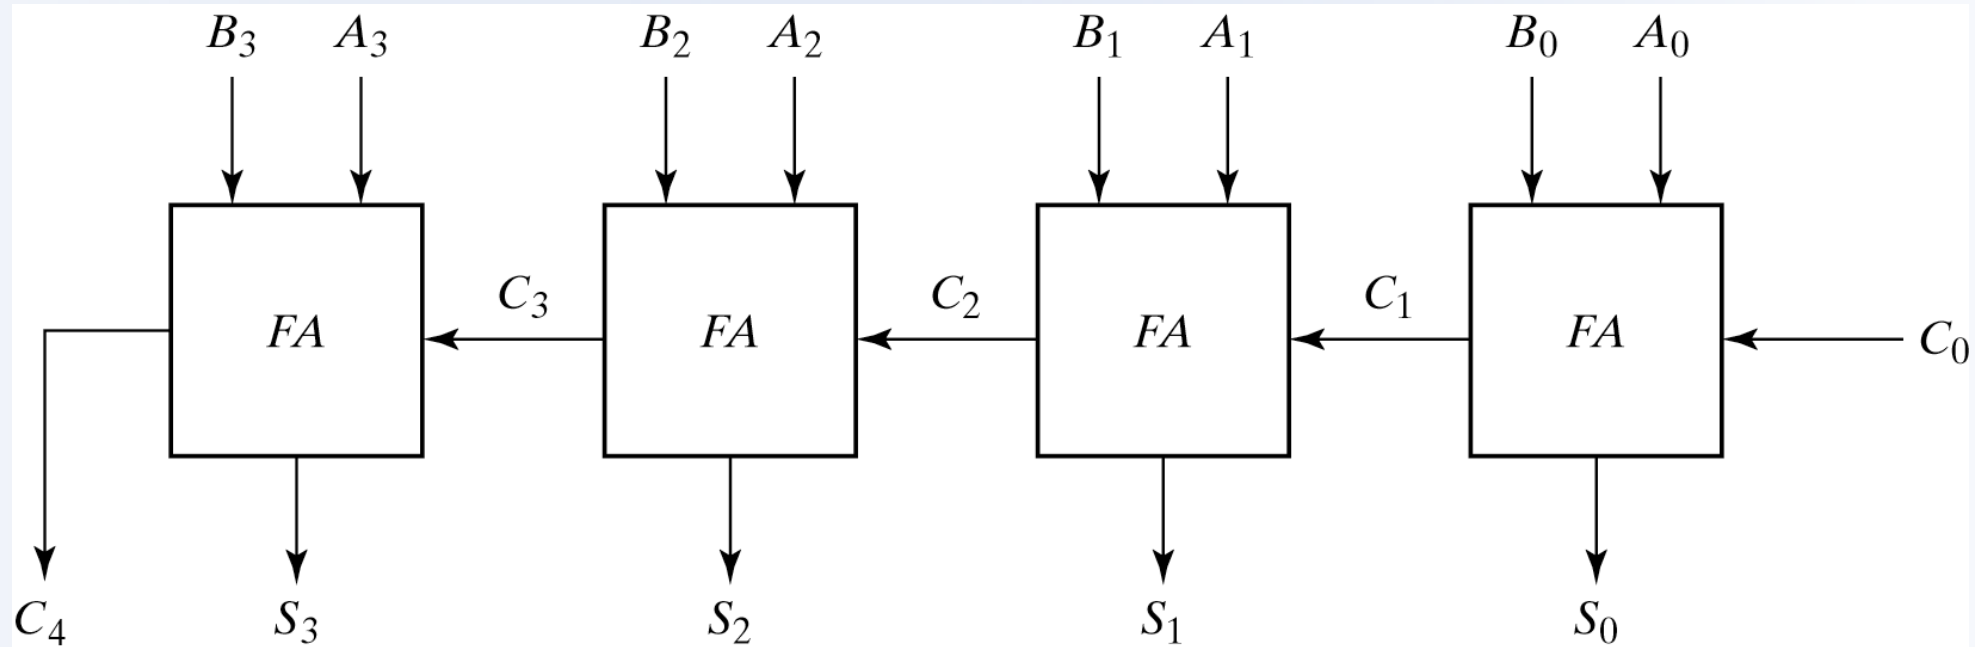 B₃ A₃ B₂ A₂ B₁ A₁ B₀ A₀
C₃ C₂ C₁
FA FA FA FA C₀
C₄ S₃ S₂ S₁ S₀